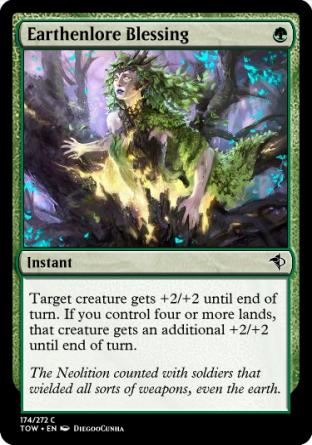 Earthenlore Blessing
Instant
Target creature gets +2/+2 until end of
turn. If you control four or more lands,
that creature gets an additional +2/+2
until end of turn.
The Neolition counted with soldiers that
wielded all sorts of weapons, even the earth.
174/272 C
TOW • EN DiegooCunha